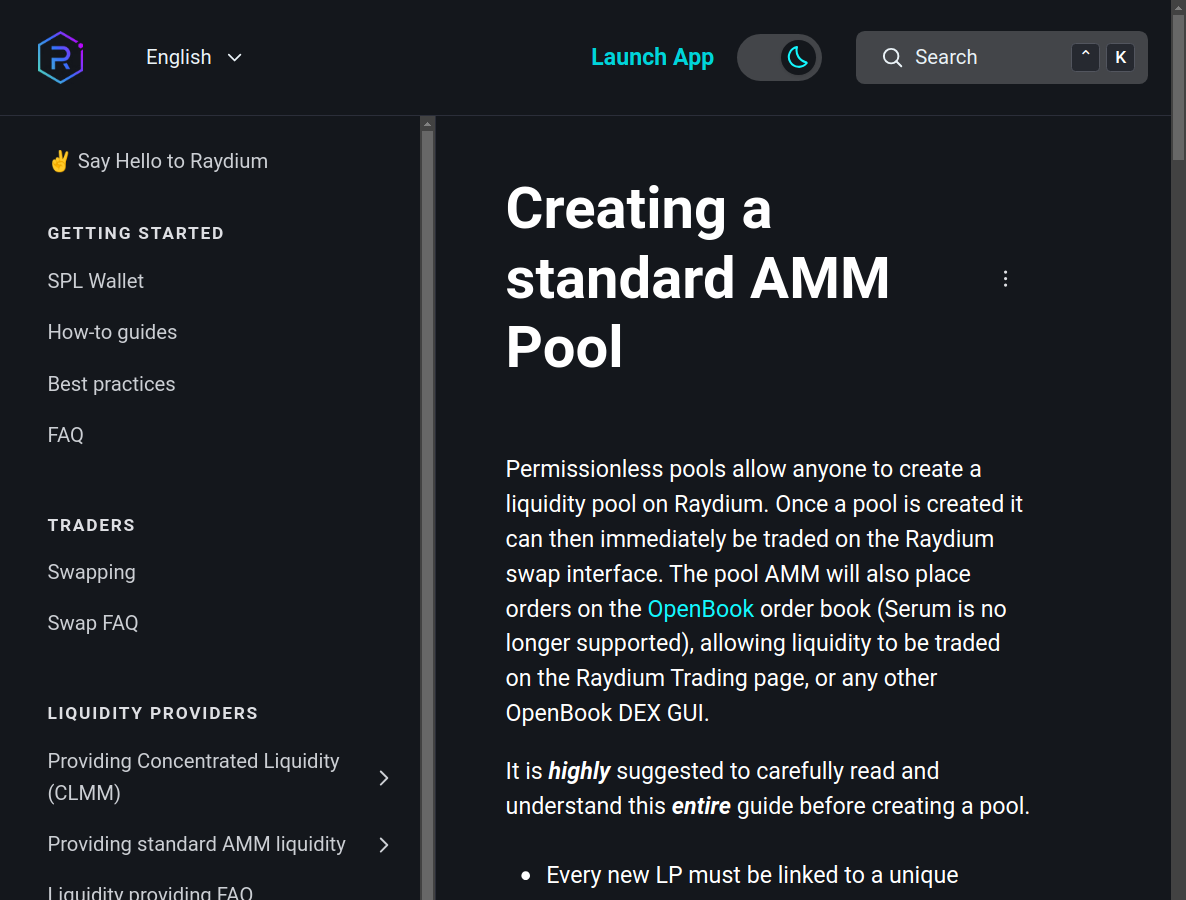 English
Launch App
Search
^
K
✌️ Say Hello to Raydium
GETTING STARTED
SPL Wallet
How-to guides
Best practices
FAQ
TRADERS
Swapping
Swap FAQ
LIQUIDITY PROVIDERS
Providing Concentrated Liquidity
(CLMM)
Providing standard AMM liquidity
Liquidity providing FAQ
Creating a
standard AMM
Pool
Permissionless pools allow anyone to create a
liquidity pool on Raydium. Once a pool is created it
can then immediately be traded on the Raydium
swap interface. The pool AMM will also place
orders on the OpenBook order book (Serum is no
longer supported), allowing liquidity to be traded
on the Raydium Trading page, or any other
OpenBook DEX GUI.
It is highly suggested to carefully read and
understand this entire guide before creating a pool.
• Every new LP must be linked to a unique